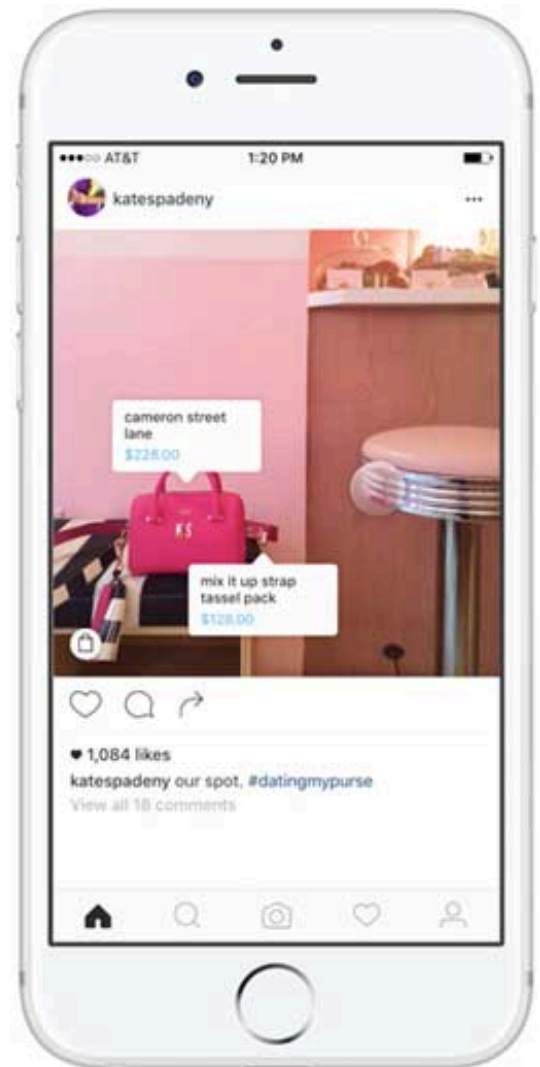 AT&T 1:20 PM
katespadeny
cameron street
lane
$228.00
KS
mix it up strap
tassel pack
$128.00
1,084 likes
katespadeny our spot. #datingmypurse
View all 18 comments